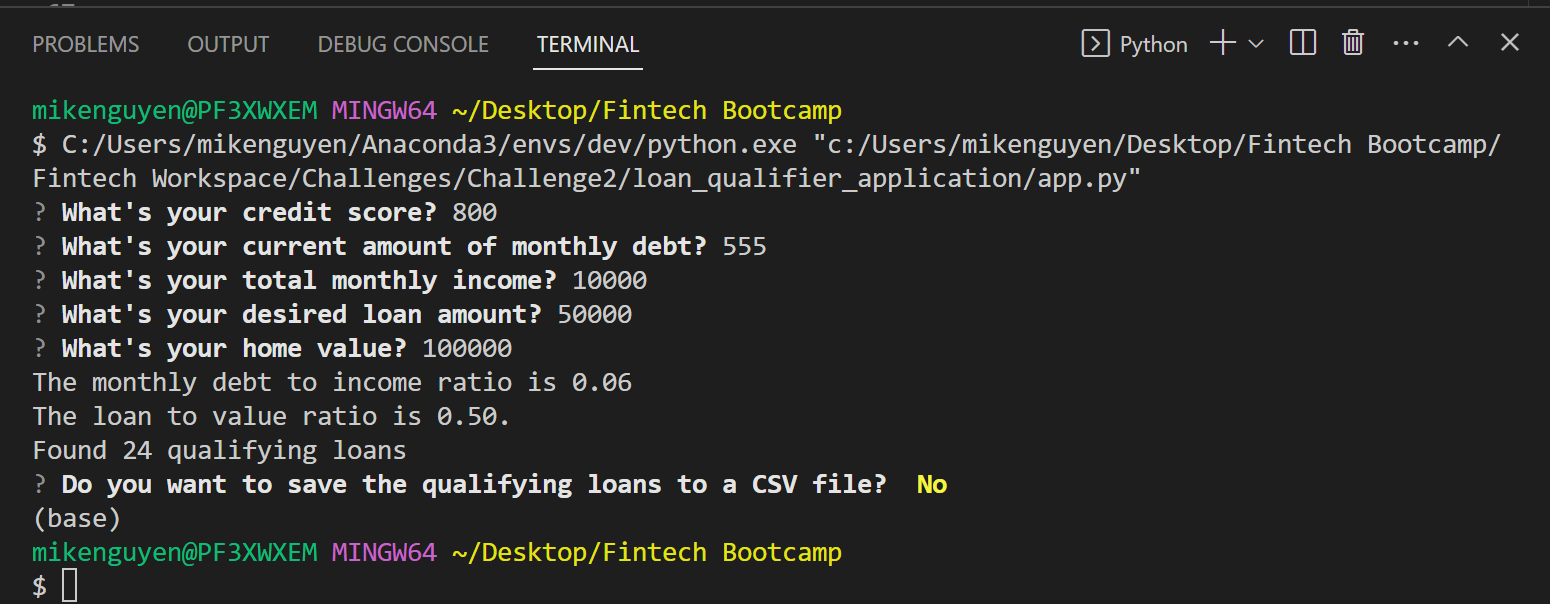 PROBLEMS OUTPUT DEBUG CONSOLE TERMINAL Python
mikenguyen@PF3XWXEM MINGW64 ~/Desktop/Fintech Bootcamp
$ C:/Users/mikenguyen/Anaconda3/envs/dev/python.exe "c:/Users/mikenguyen/Desktop/Fintech Bootcamp/
Fintech Workspace/Challenges/Challenge2/loan_qualifier_application/app.py"
? What's your credit score? 800
? What's your current amount of monthly debt? 555
? What's your total monthly income? 10000
? What's your desired loan amount? 50000
? What's your home value? 100000
The monthly debt to income ratio is 0.06
The loan to value ratio is 0.50.
Found 24 qualifying loans
? Do you want to save the qualifying loans to a CSV file?  No
(base)
mikenguyen@PF3XWXEM MINGW64 ~/Desktop/Fintech Bootcamp
$